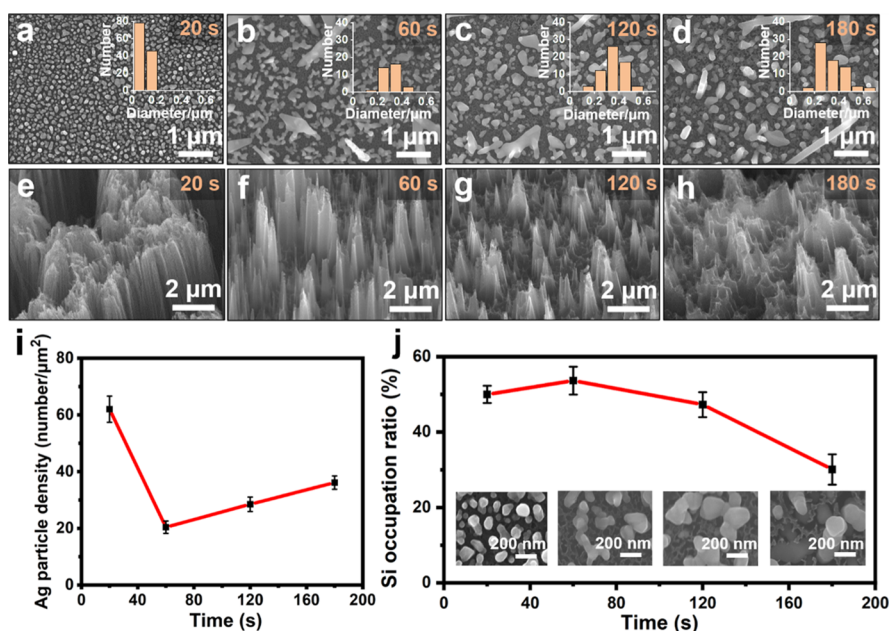 a
20 s
80
60
40
20
0
Number
0 0.2 0.4 0.6
Diameter/μm
1 μm
b
60 s
40
30
20
10
0
Number
0 0.2 0.4 0.6
Diameter/μm
1 μm
c
120 s
40
30
20
10
0
Number
0 0.2 0.4 0.6
Diameter/μm
1 μm
d
180 s
40
30
20
10
0
Number
0 0.2 0.4 0.6
Diameter/μm
1 μm
e
20 s
2 μm
f
60 s
2 μm
g
120 s
2 μm
h
180 s
2 μm
i
80
60
40
20
0
Ag particle density (number/μm²)
0 40 80 120 160 200
Time (s)
j
60
40
20
0
Si occupation ratio (%)
200 nm
200 nm
200 nm
200 nm
0 40 80 120 160 200
Time (s)